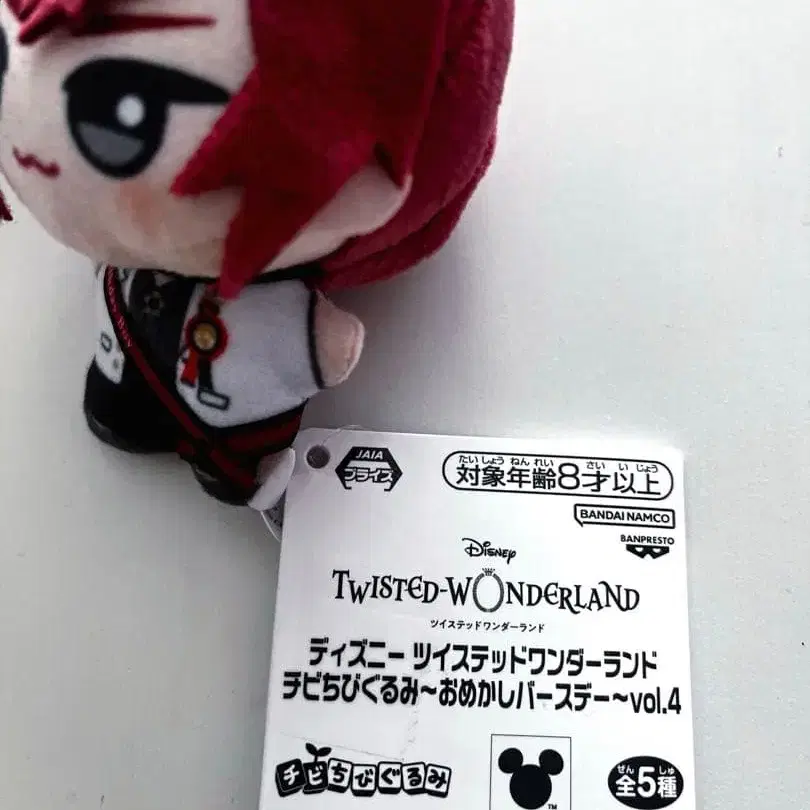 JAIA
プライズ
たいしょうねんれい さい いじょう
対象年齢8才以上
BANDAI NAMCO
BANPRESTO
Disney
TWISTED-WONDERLAND
ツイステッドワンダーランド
ディズニー ツイステッドワンダーランド
チビちびぐるみ～おめかしバースデー～vol.4
チビちびぐるみ
TM
ぜん しゅ
全5種